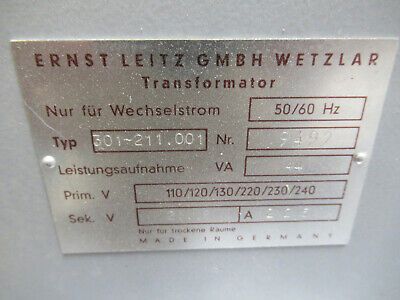 ERNST LEITZ GMBH WETZLAR
Transformator
Nur für Wechselstrom 50/60 Hz
Typ 301-211.001 Nr.
Leistungsaufnahme VA
Prim. V 110/120/130/220/230/240
Sek. V A
Nur für trockene Räume
MADE IN GERMANY